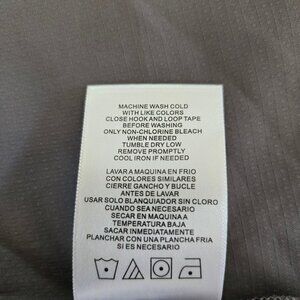 MACHINE WASH COLD
WITH LIKE COLORS
CLOSE HOOK AND LOOP TAPE
BEFORE WASHING
ONLY NON-CHLORINE BLEACH
WHEN NEEDED
TUMBLE DRY LOW
REMOVE PROMPTLY
COOL IRON IF NEEDED
LAVAR A MAQUINA EN FRIO
CON COLORES SIMILARES
CIERRE GANCHO Y BUCLE
ANTES DE LAVAR
USAR SOLO BLANQUIADOR SIN CLORO
CUANDO SEA NECESARIO
SECAR EN MAQUINA A
TEMPERATURA BAJA
SACAR INMEDIATAMENTE
PLANCHAR CON UNA PLANCHA FRIA
SI ES NECESARIO